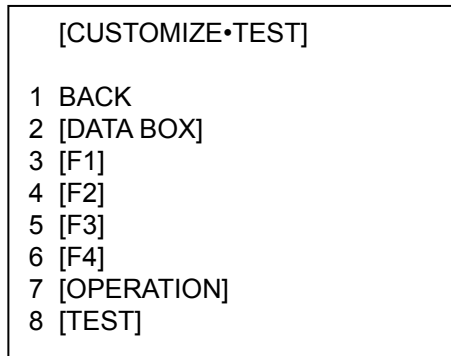 [CUSTOMIZE•TEST]
1 BACK
2 [DATA BOX]
3 [F1]
4 [F2]
5 [F3]
6 [F4]
7 [OPERATION]
8 [TEST]